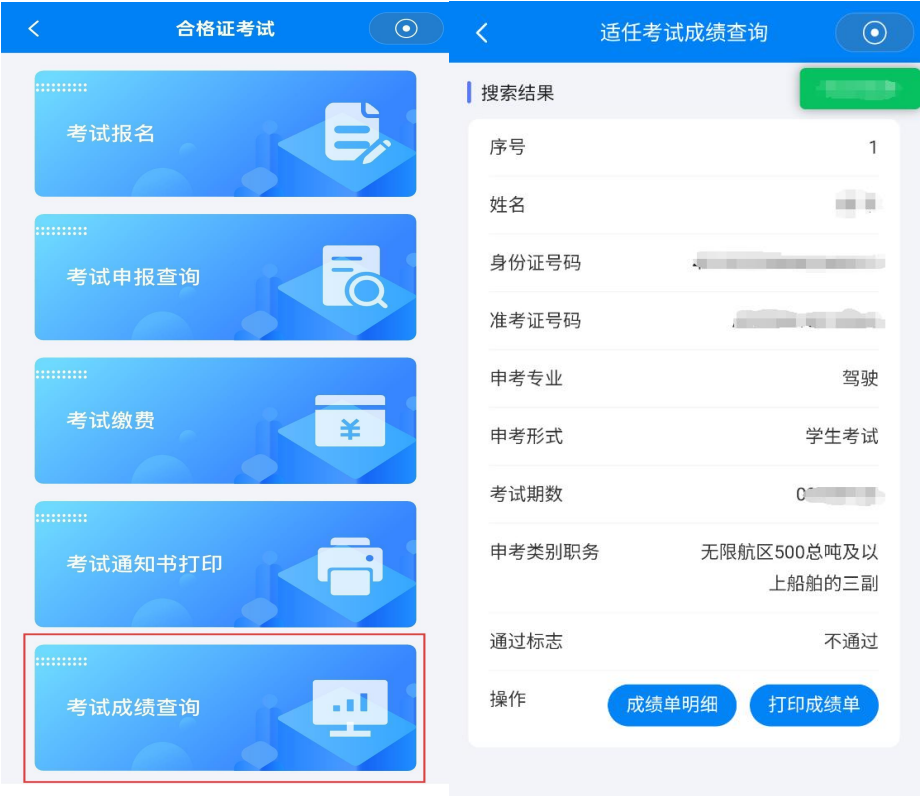 合格证考试
考试报名
考试申报查询
考试缴费
考试通知书打印
考试成绩查询
适任考试成绩查询
搜索结果
序号 1
姓名
身份证号码
准考证号码
申考专业 驾驶
申考形式 学生考试
考试期数
申考类别职务 无限航区500总吨及以
上船舶的三副
通过标志 不通过
操作 成绩单明细 打印成绩单